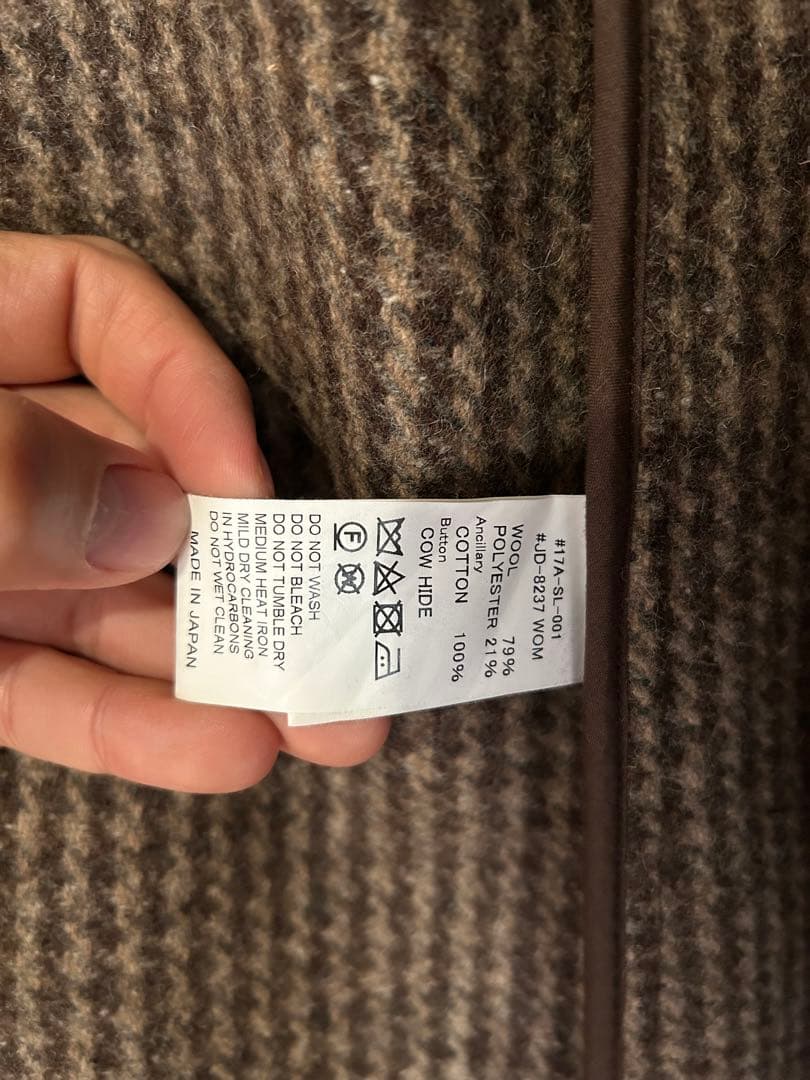 #17A-SL-001
#JD-8237 WOM
WOOL 79%
POLYESTER 21%
Ancillary
COTTON 100%
Button
COW HIDE
F
DO NOT WASH
DO NOT BLEACH
DO NOT TUMBLE DRY
MEDIUM HEAT IRON
MILD DRY CLEANING
IN HYDROCARBONS
DO NOT WET CLEAN
MADE IN JAPAN